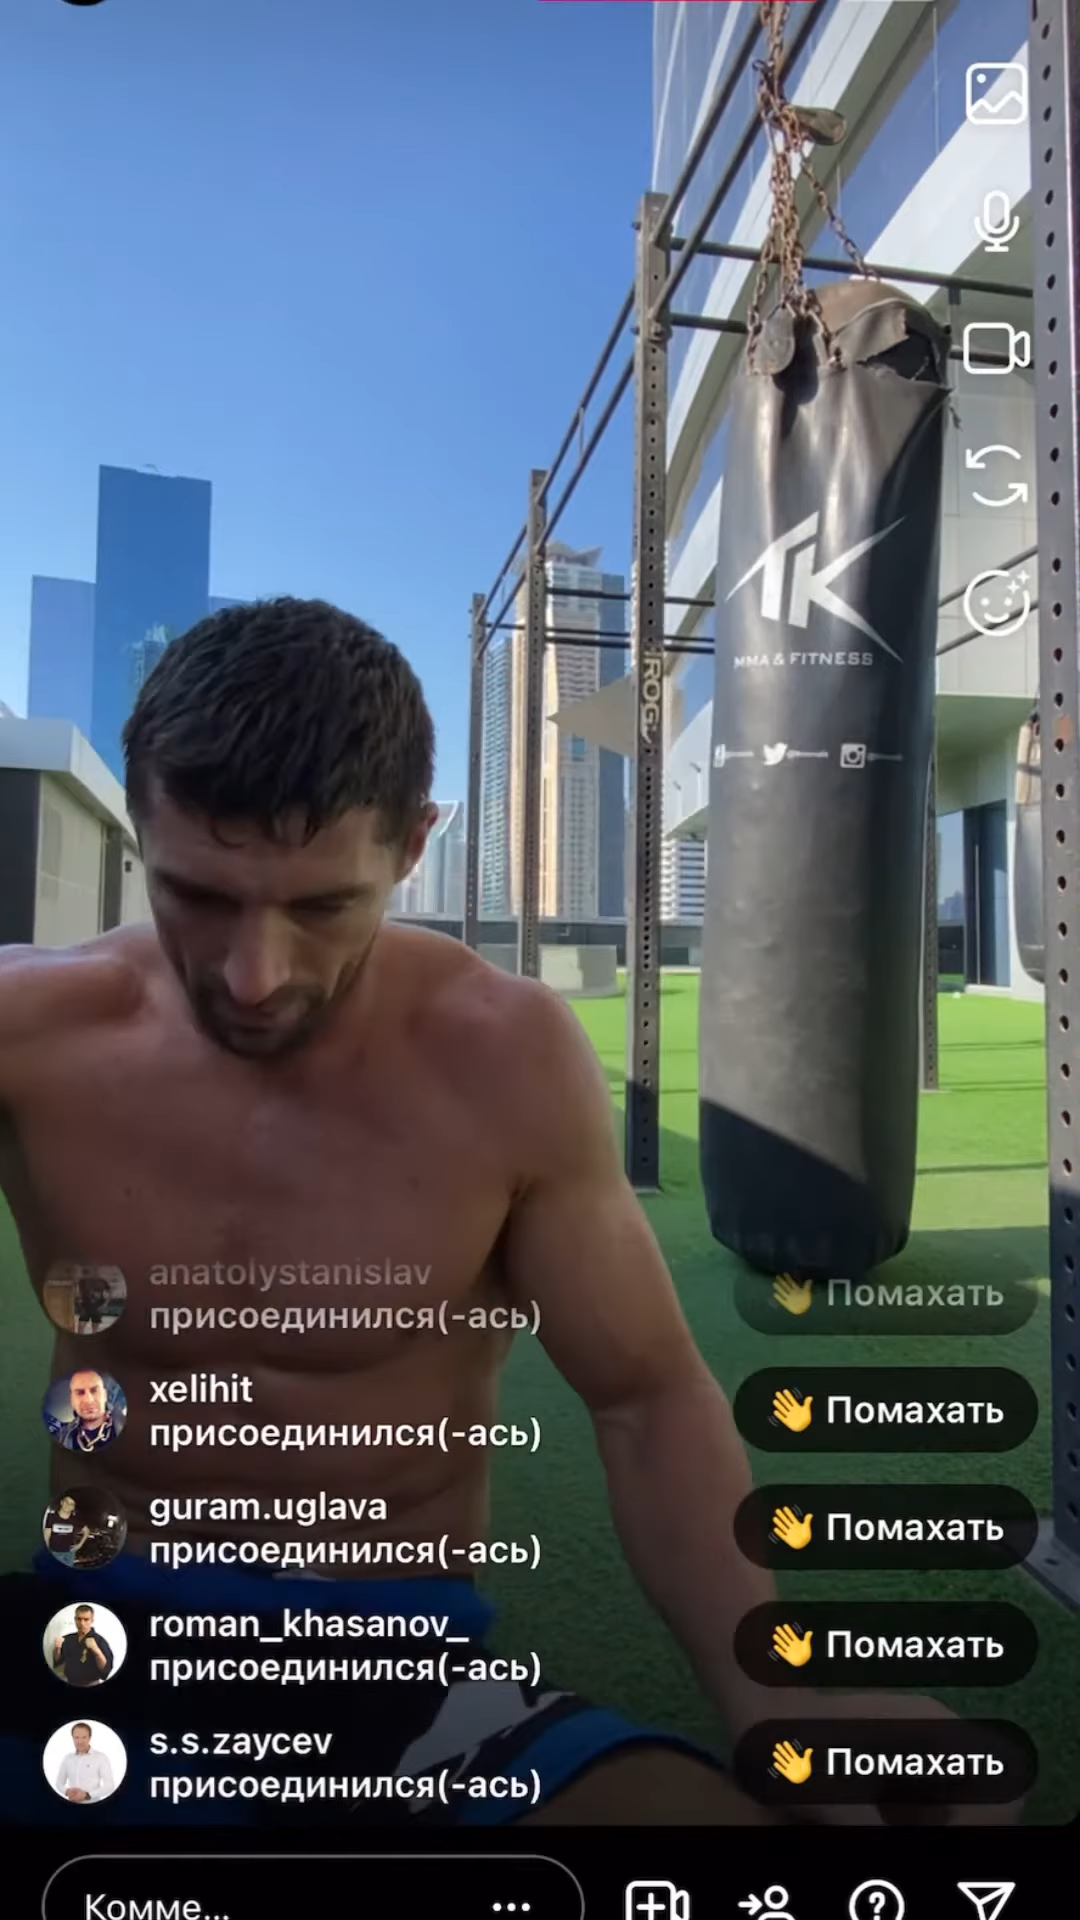 TK
MMA & FITNESS
ROGU
anatolystanislav
присоединился(-ась)
👋 Помахать
xelihit
присоединился(-ась)
👋 Помахать
guram.uglava
присоединился(-ась)
👋 Помахать
roman_khasanov_
присоединился(-ась)
👋 Помахать
s.s.zaycev
присоединился(-ась)
👋 Помахать
Комме...